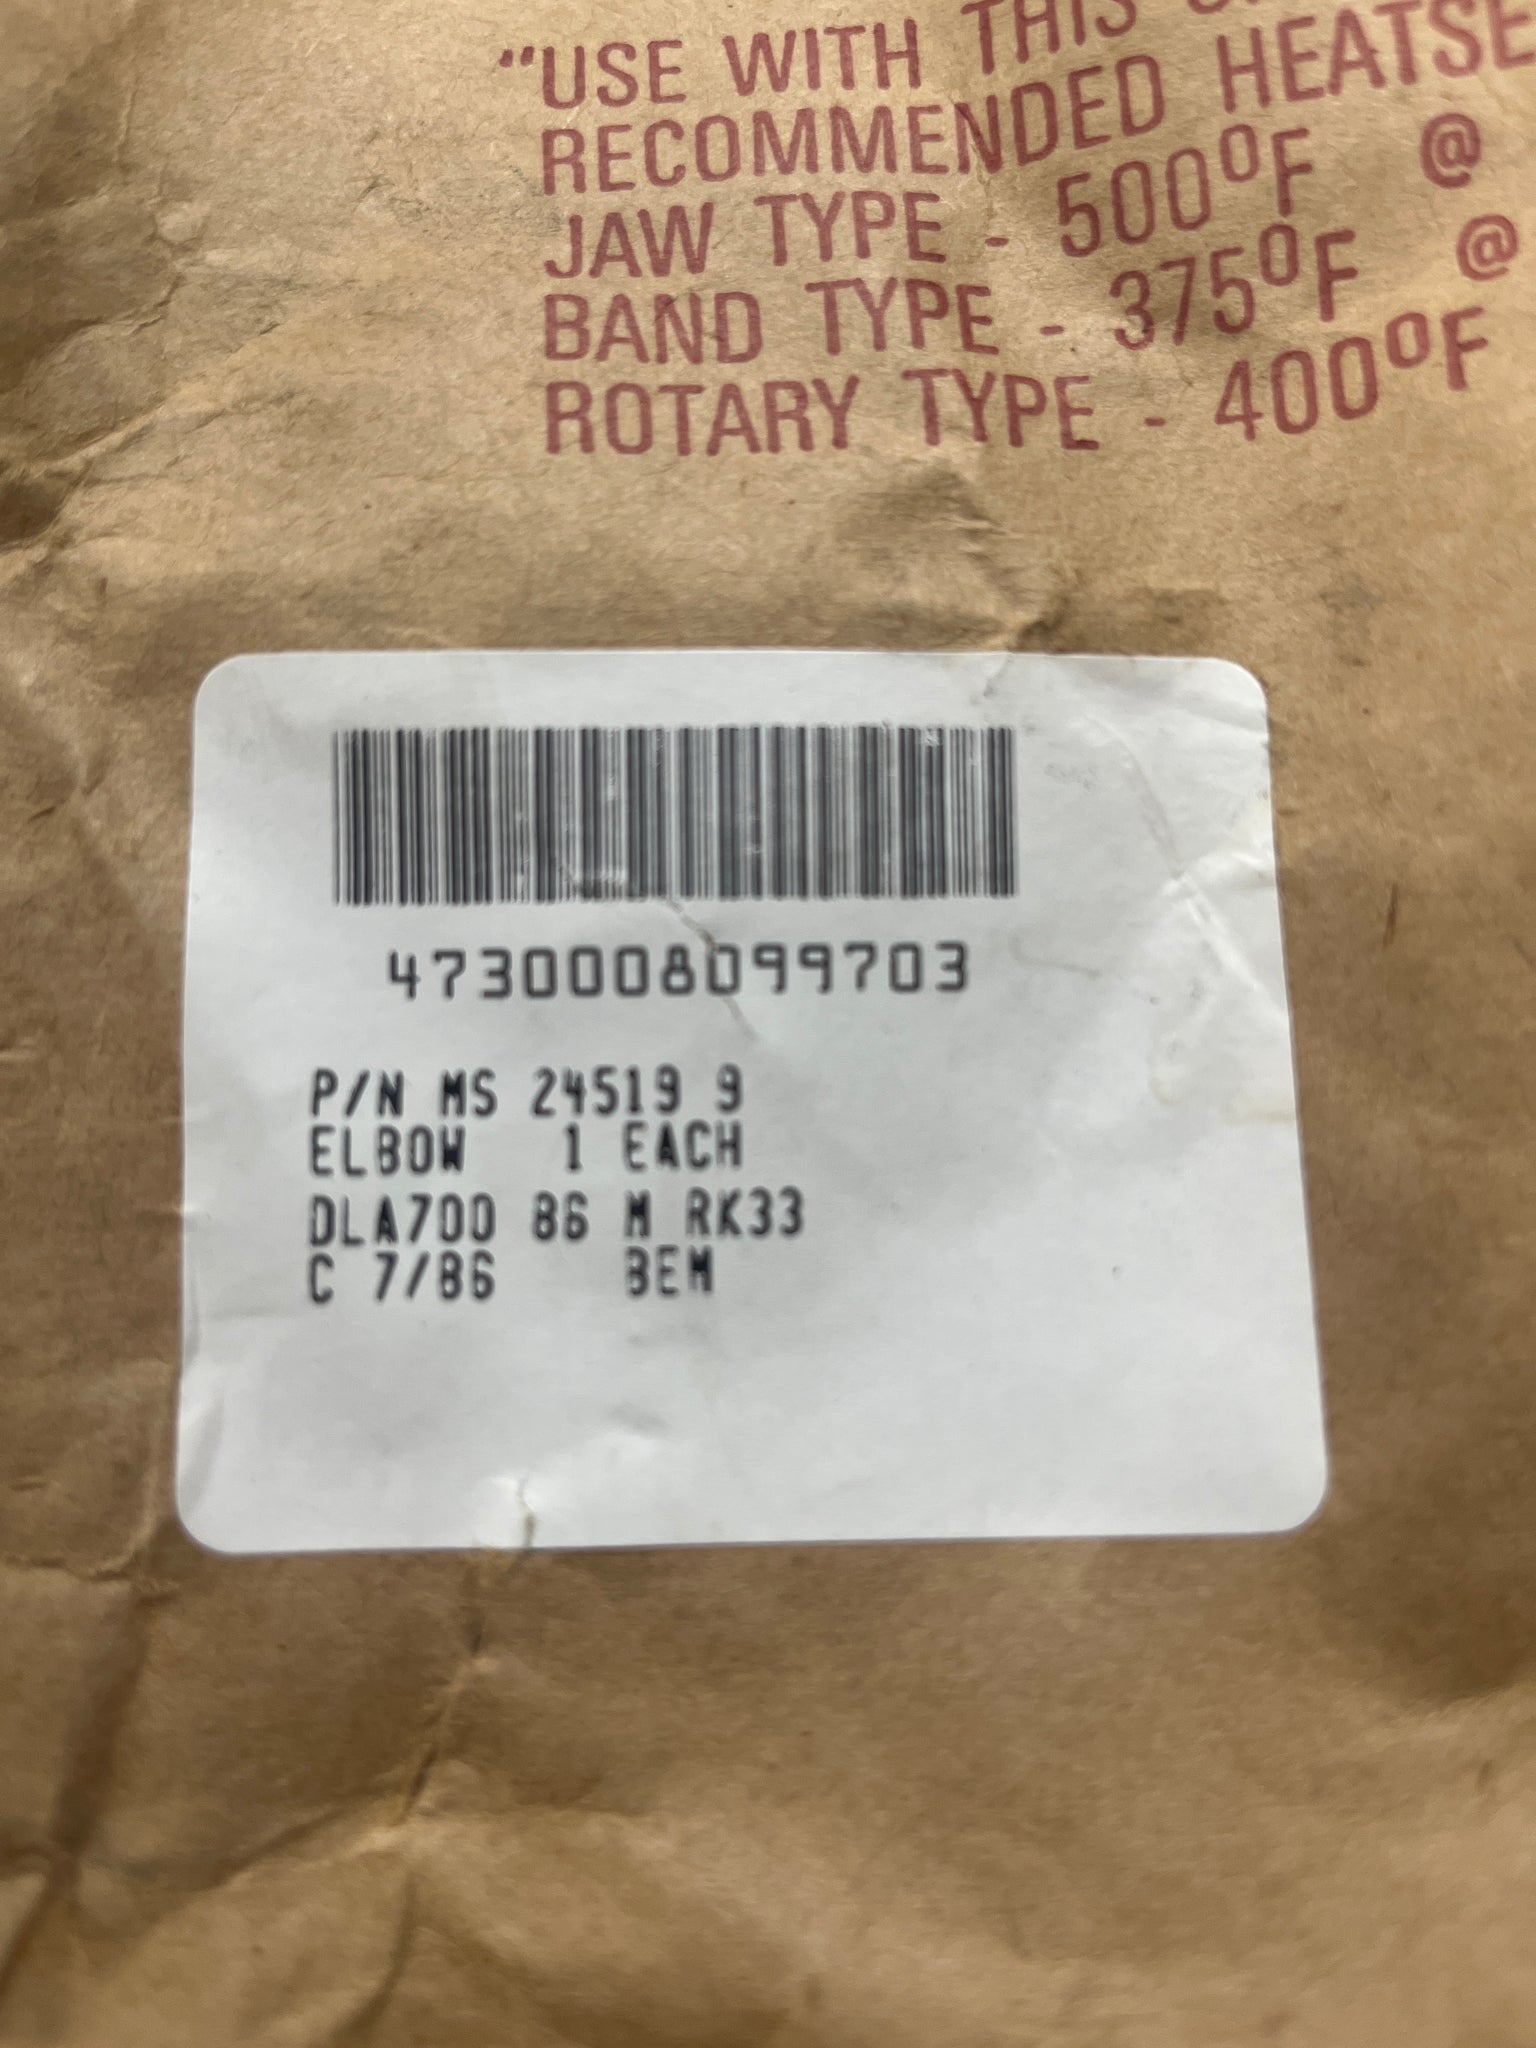 "USE WITH THIS
RECOMMENDED HEATSE
JAW TYPE - 500°F @
BAND TYPE - 375°F @
ROTARY TYPE - 400°F
4730008099703
P/N MS 24519 9
ELBOW 1 EACH
DLA700 86 M RK33
C 7/86 BEM